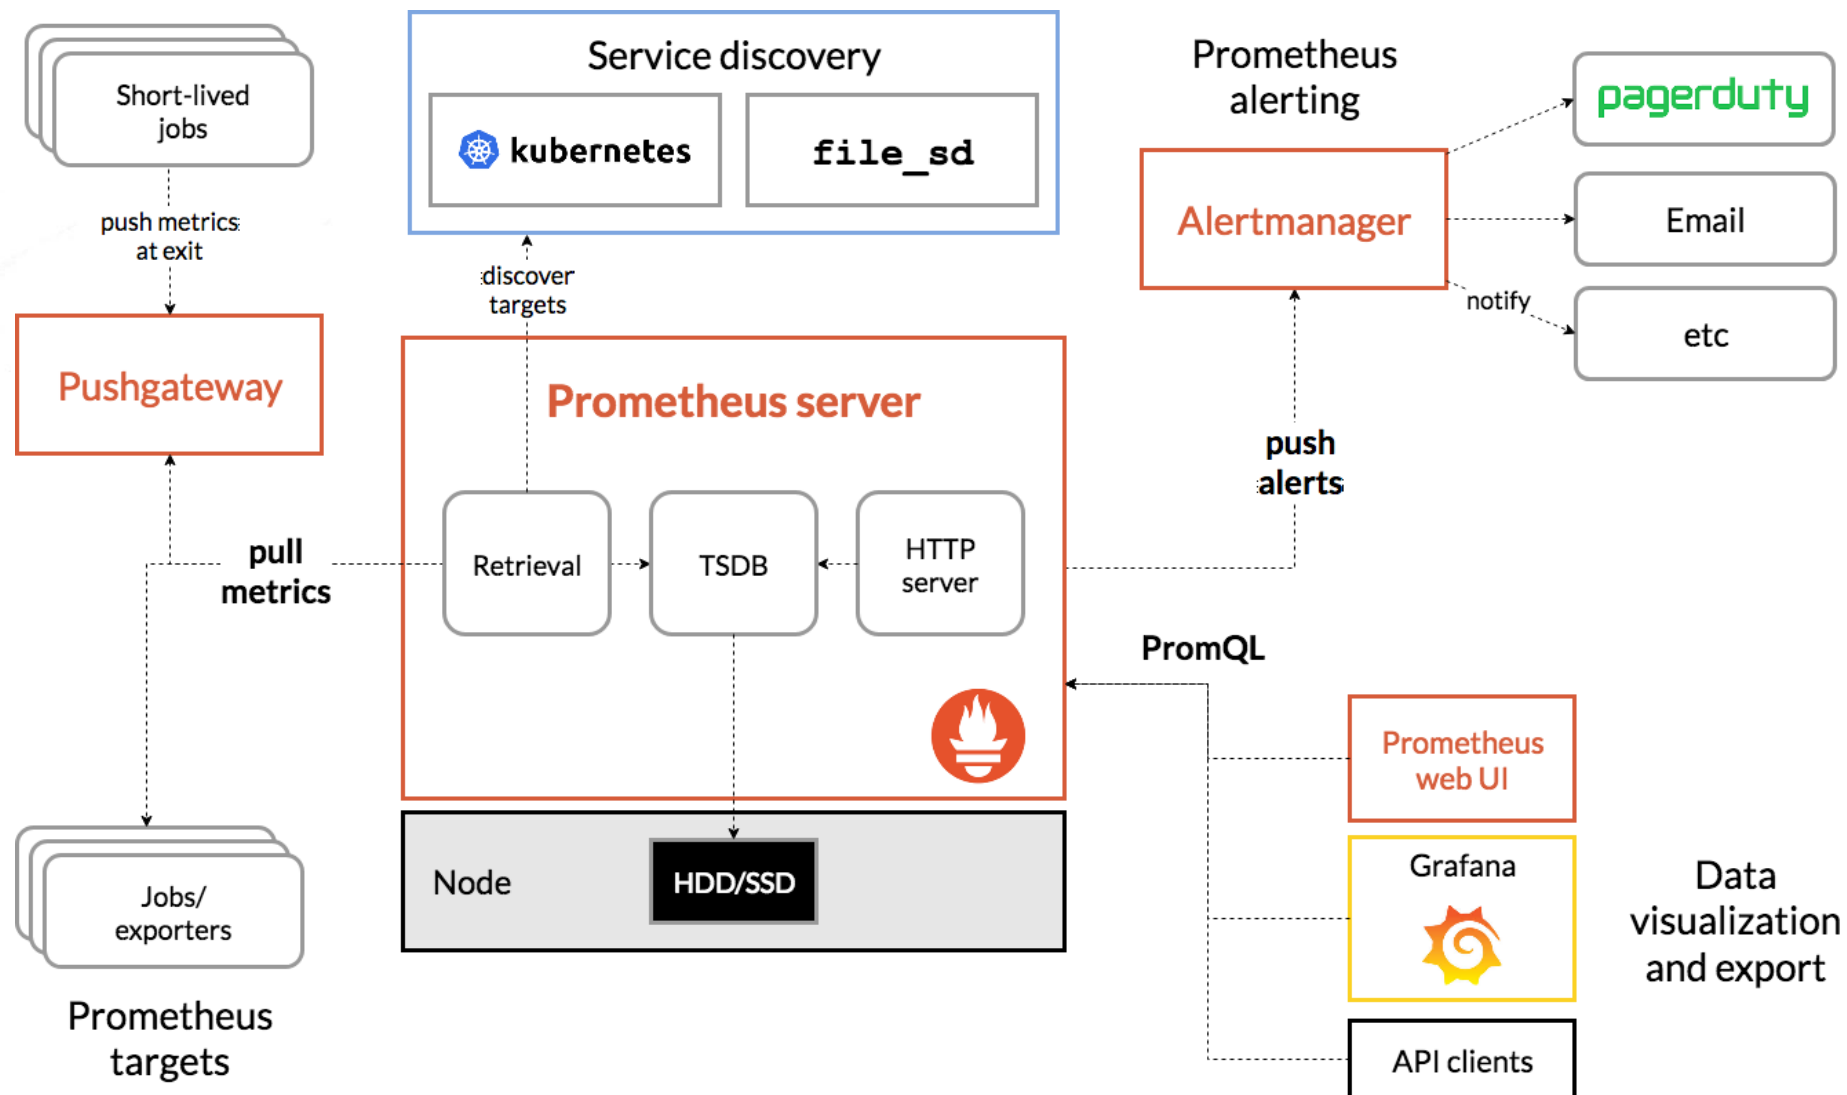 Short-lived
jobs
push metrics
at exit
Pushgateway
pull
metrics
Jobs/
exporters
Prometheus
targets
Service discovery
kubernetes
file_sd
discover
targets
Prometheus server
Retrieval
TSDB
HTTP
server
Node
HDD/SSD
Prometheus
alerting
Alertmanager
pagerduty
Email
etc
notify
push
alerts
PromQL
Prometheus
web UI
Grafana
API clients
Data
visualization
and export